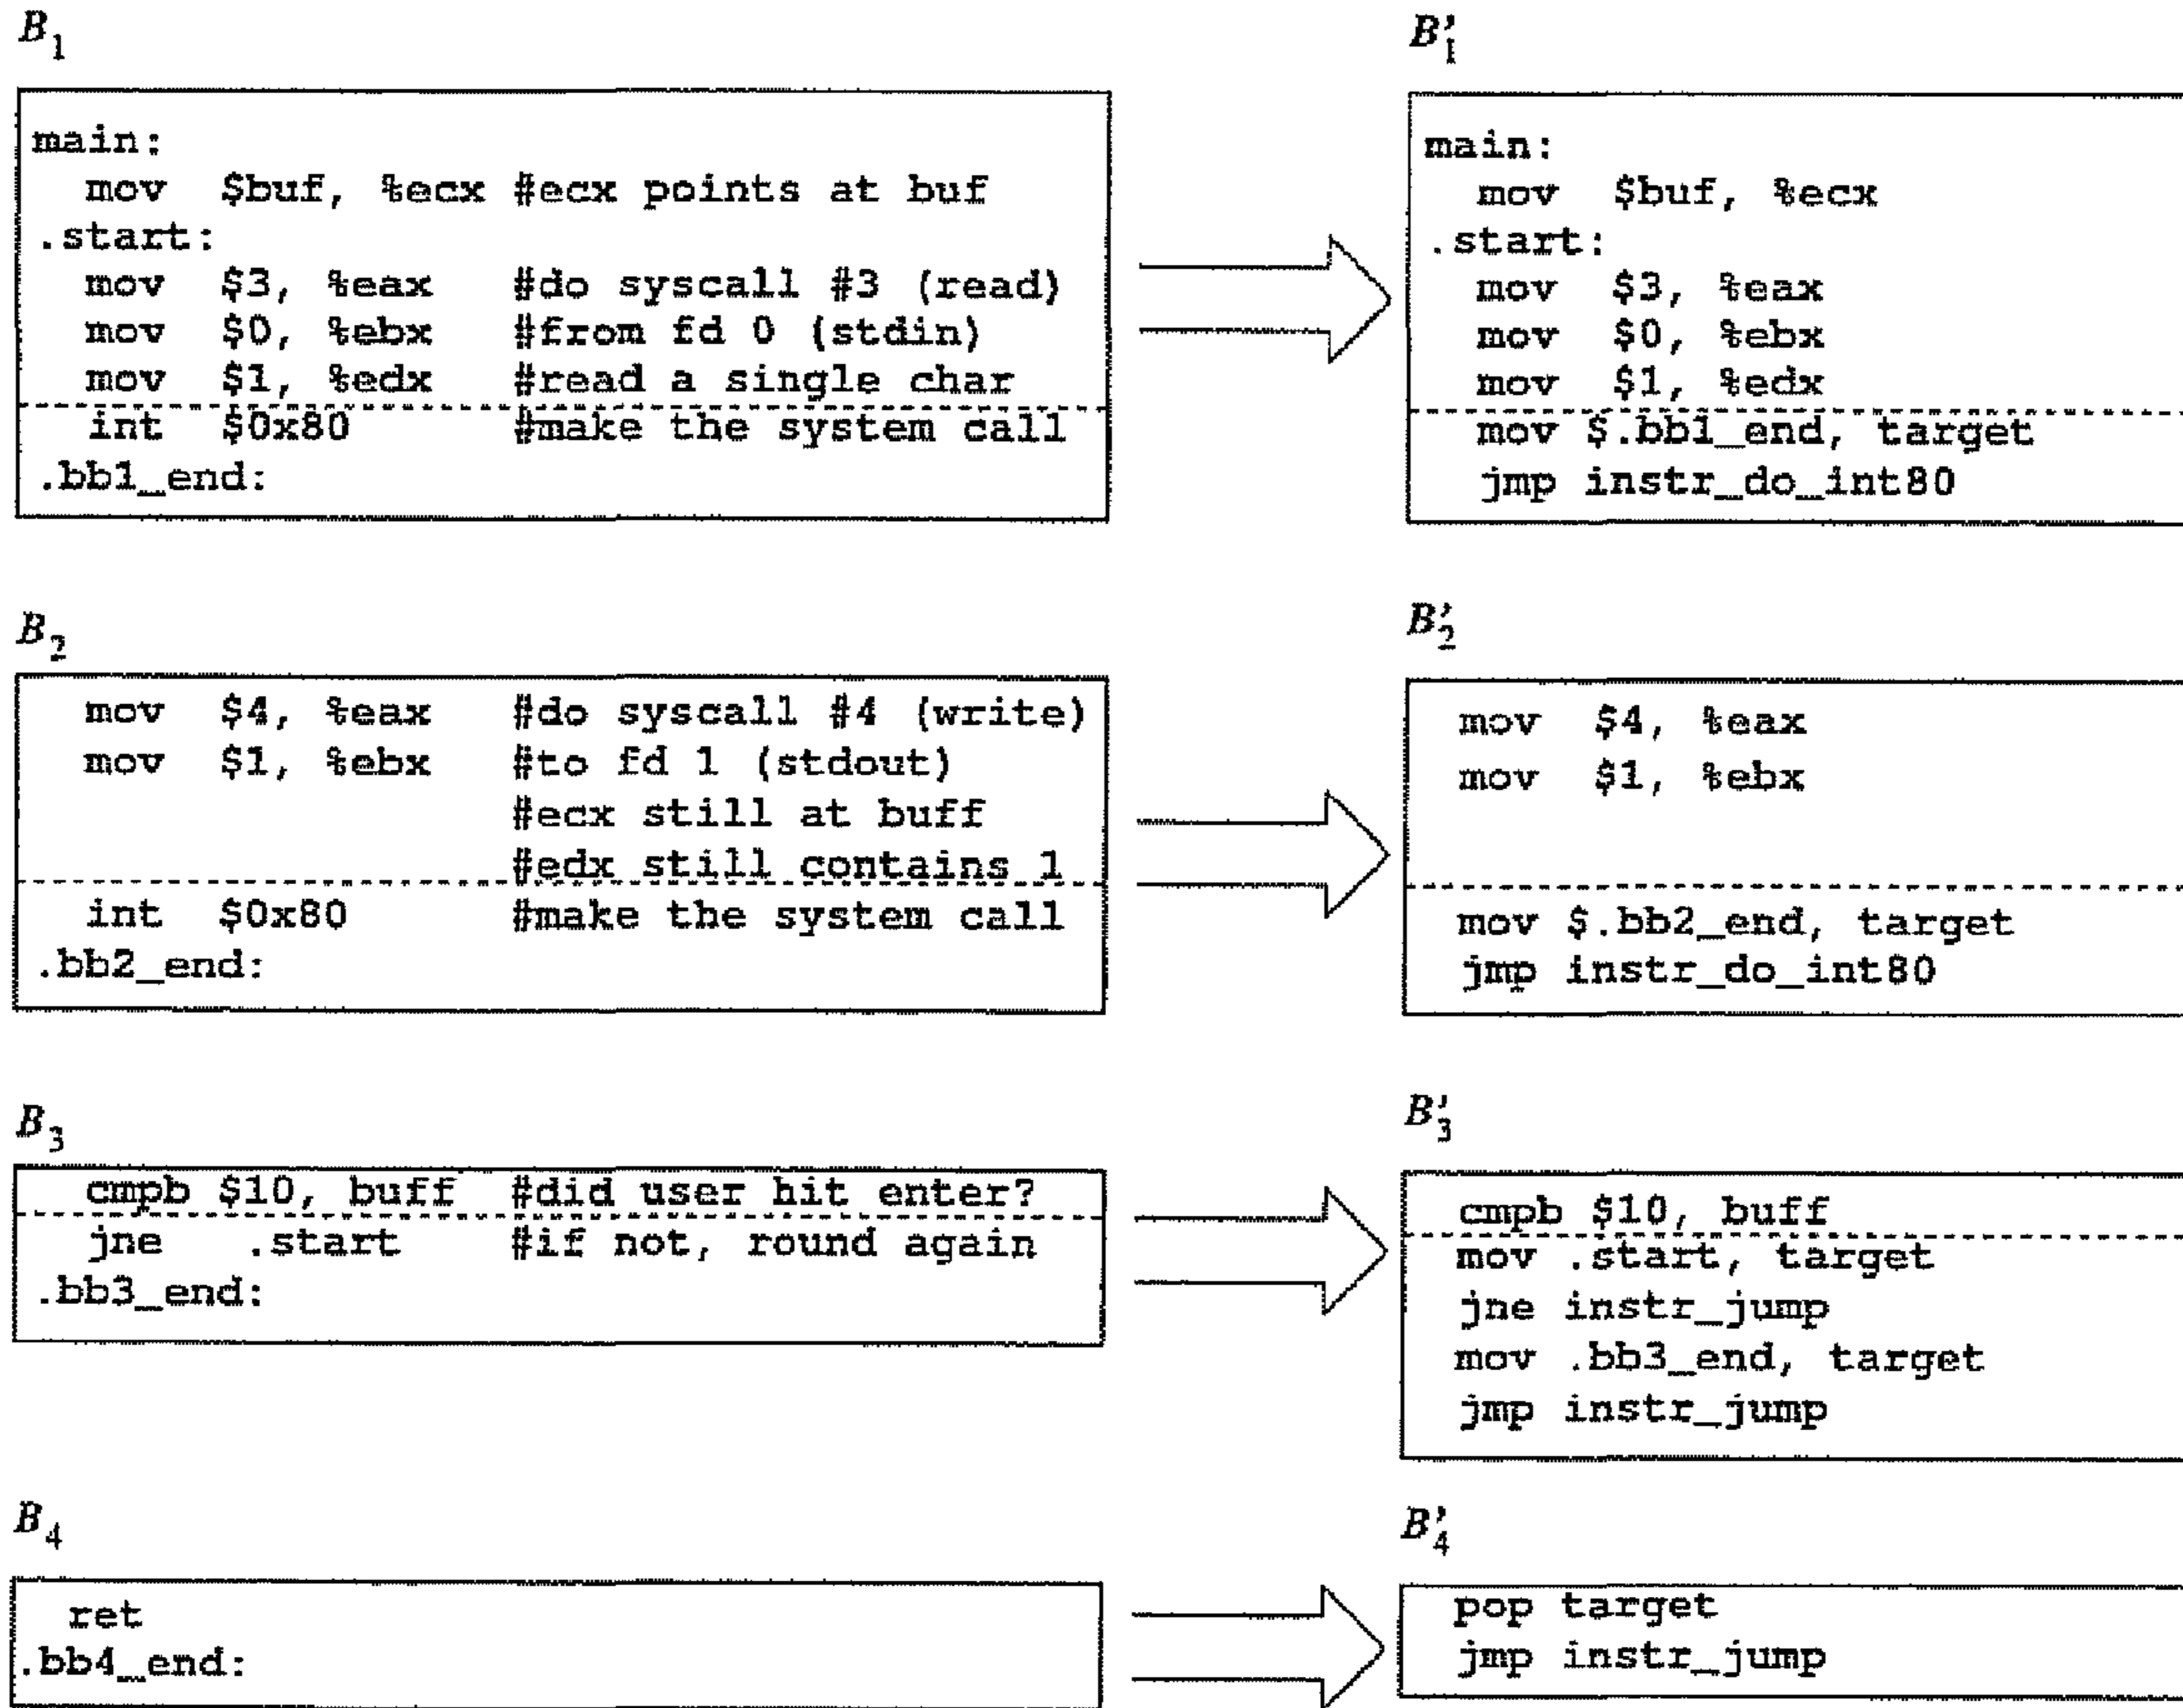 B1
main:
mov $buf, %ecx #ecx points at buf
.start:
mov $3, %eax #do syscall #3 (read)
mov $0, %ebx #from fd 0 (stdin)
mov $1, %edx #read a single char
int $0x80 #make the system call
.bb1_end:
B'1
main:
mov $buf, %ecx
.start:
mov $3, %eax
mov $0, %ebx
mov $1, %edx
mov $.bb1_end, target
jmp instr_do_int80
B2
mov $4, %eax #do syscall #4 (write)
mov $1, %ebx #to fd 1 (stdout)
#ecx still at buff
#edx still contains 1
int $0x80 #make the system call
.bb2_end:
B'2
mov $4, %eax
mov $1, %ebx
mov $.bb2_end, target
jmp instr_do_int80
B3
cmpb $10, buff #did user hit enter?
jne .start #if not, round again
.bb3_end:
B'3
cmpb $10, buff
mov .start, target
jne instr_jump
mov .bb3_end, target
jmp instr_jump
B4
ret
.bb4_end:
B'4
pop target
jmp instr_jump